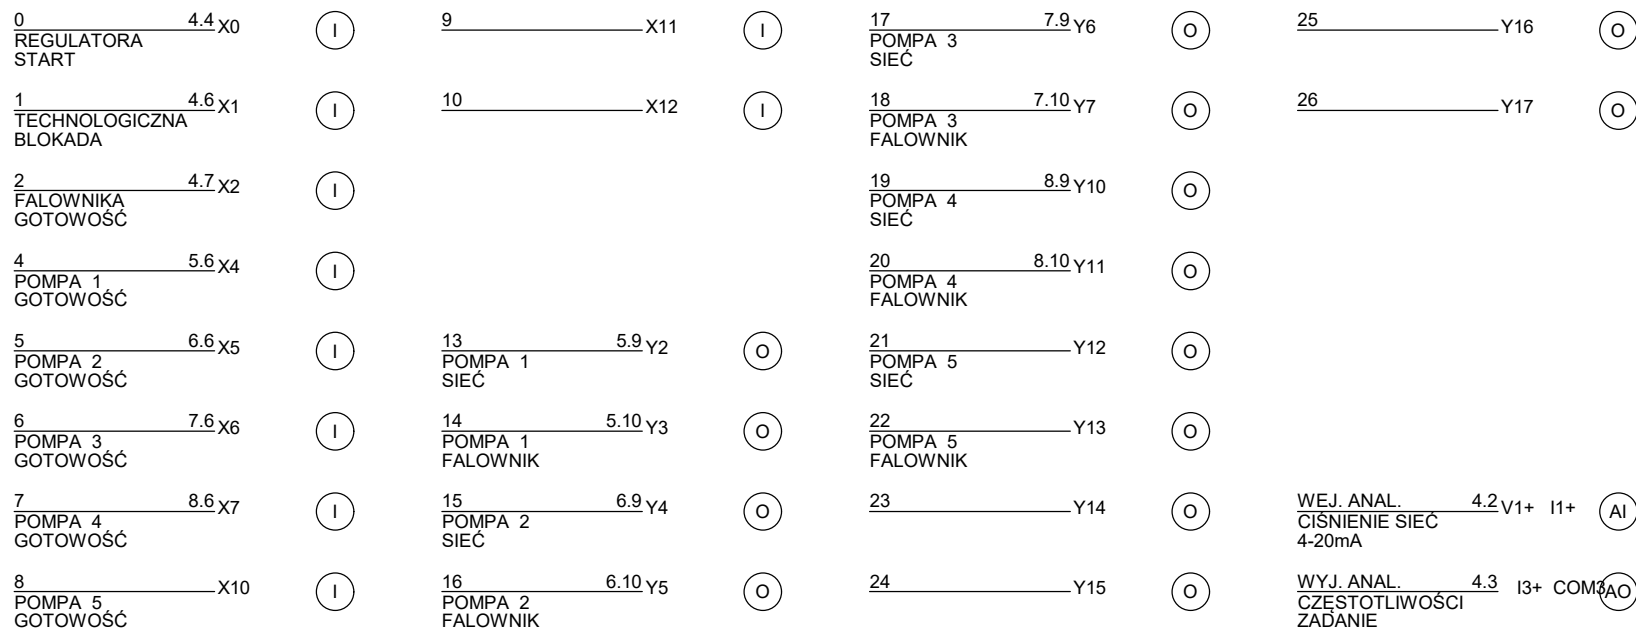 0 4.4 X0 I
REGULATORA
START
1 4.6 X1 I
TECHNOLOGICZNA
BLOKADA
2 4.7 X2 I
FALOWNIKA
GOTOWOŚĆ
4 5.6 X4 I
POMPA 1
GOTOWOŚĆ
5 6.6 X5 I
POMPA 2
GOTOWOŚĆ
6 7.6 X6 I
POMPA 3
GOTOWOŚĆ
7 8.6 X7 I
POMPA 4
GOTOWOŚĆ
8 X10 I
POMPA 5
GOTOWOŚĆ
9 X11 I
10 X12 I
13 5.9 Y2 O
POMPA 1
SIEĆ
14 5.10 Y3 O
POMPA 1
FALOWNIK
15 6.9 Y4 O
POMPA 2
SIEĆ
16 6.10 Y5 O
POMPA 2
FALOWNIK
17 7.9 Y6 O
POMPA 3
SIEĆ
18 7.10 Y7 O
POMPA 3
FALOWNIK
19 8.9 Y10 O
POMPA 4
SIEĆ
20 8.10 Y11 O
POMPA 4
FALOWNIK
21 Y12 O
POMPA 5
SIEĆ
22 Y13 O
POMPA 5
FALOWNIK
23 Y14 O
24 Y15 O
25 Y16 O
26 Y17 O
WEJ. ANAL. 4.2 V1+ I1+ AI
CIŚNIENIE SIEĆ
4-20mA
WYJ. ANAL. 4.3 I3+ COM3 AO
CZĘSTOTLIWOŚCI
ZADANIE